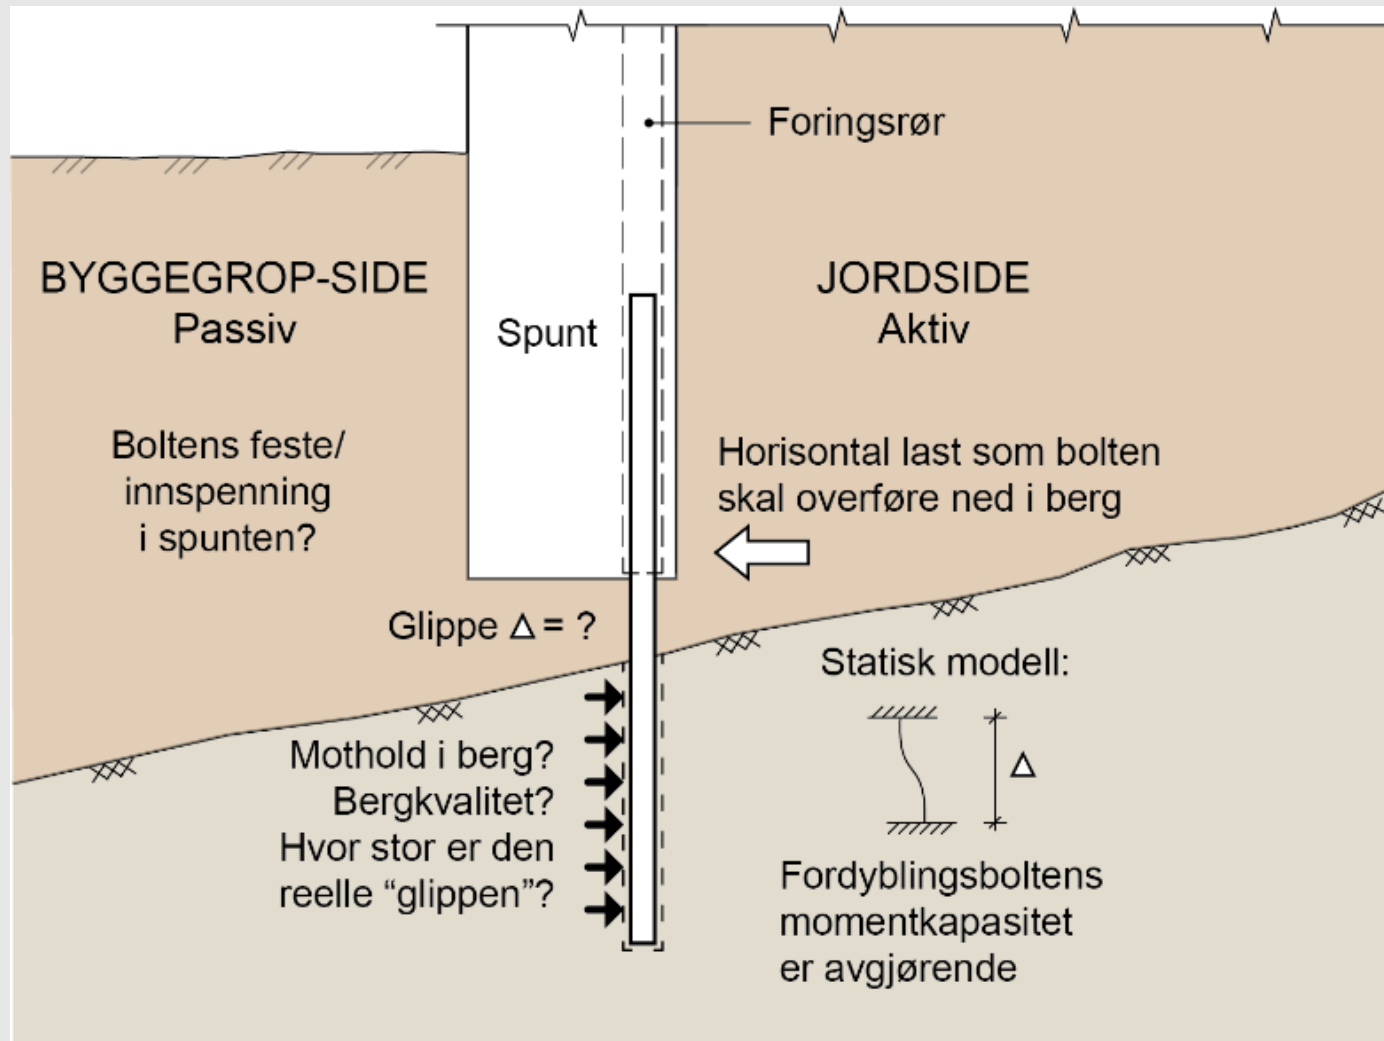 Foringsrør
BYGGEGROP-SIDE
Passiv
JORDSIDE
Aktiv
Spunt
Boltens feste/
innspenning
i spunten?
Horisontal last som bolten
skal overføre ned i berg
Glippe Δ = ?
Statisk modell:
Δ
Mothold i berg?
Bergkvalitet?
Hvor stor er den
reelle “glippen”?
Fordyblingsboltens
momentkapasitet
er avgjørende